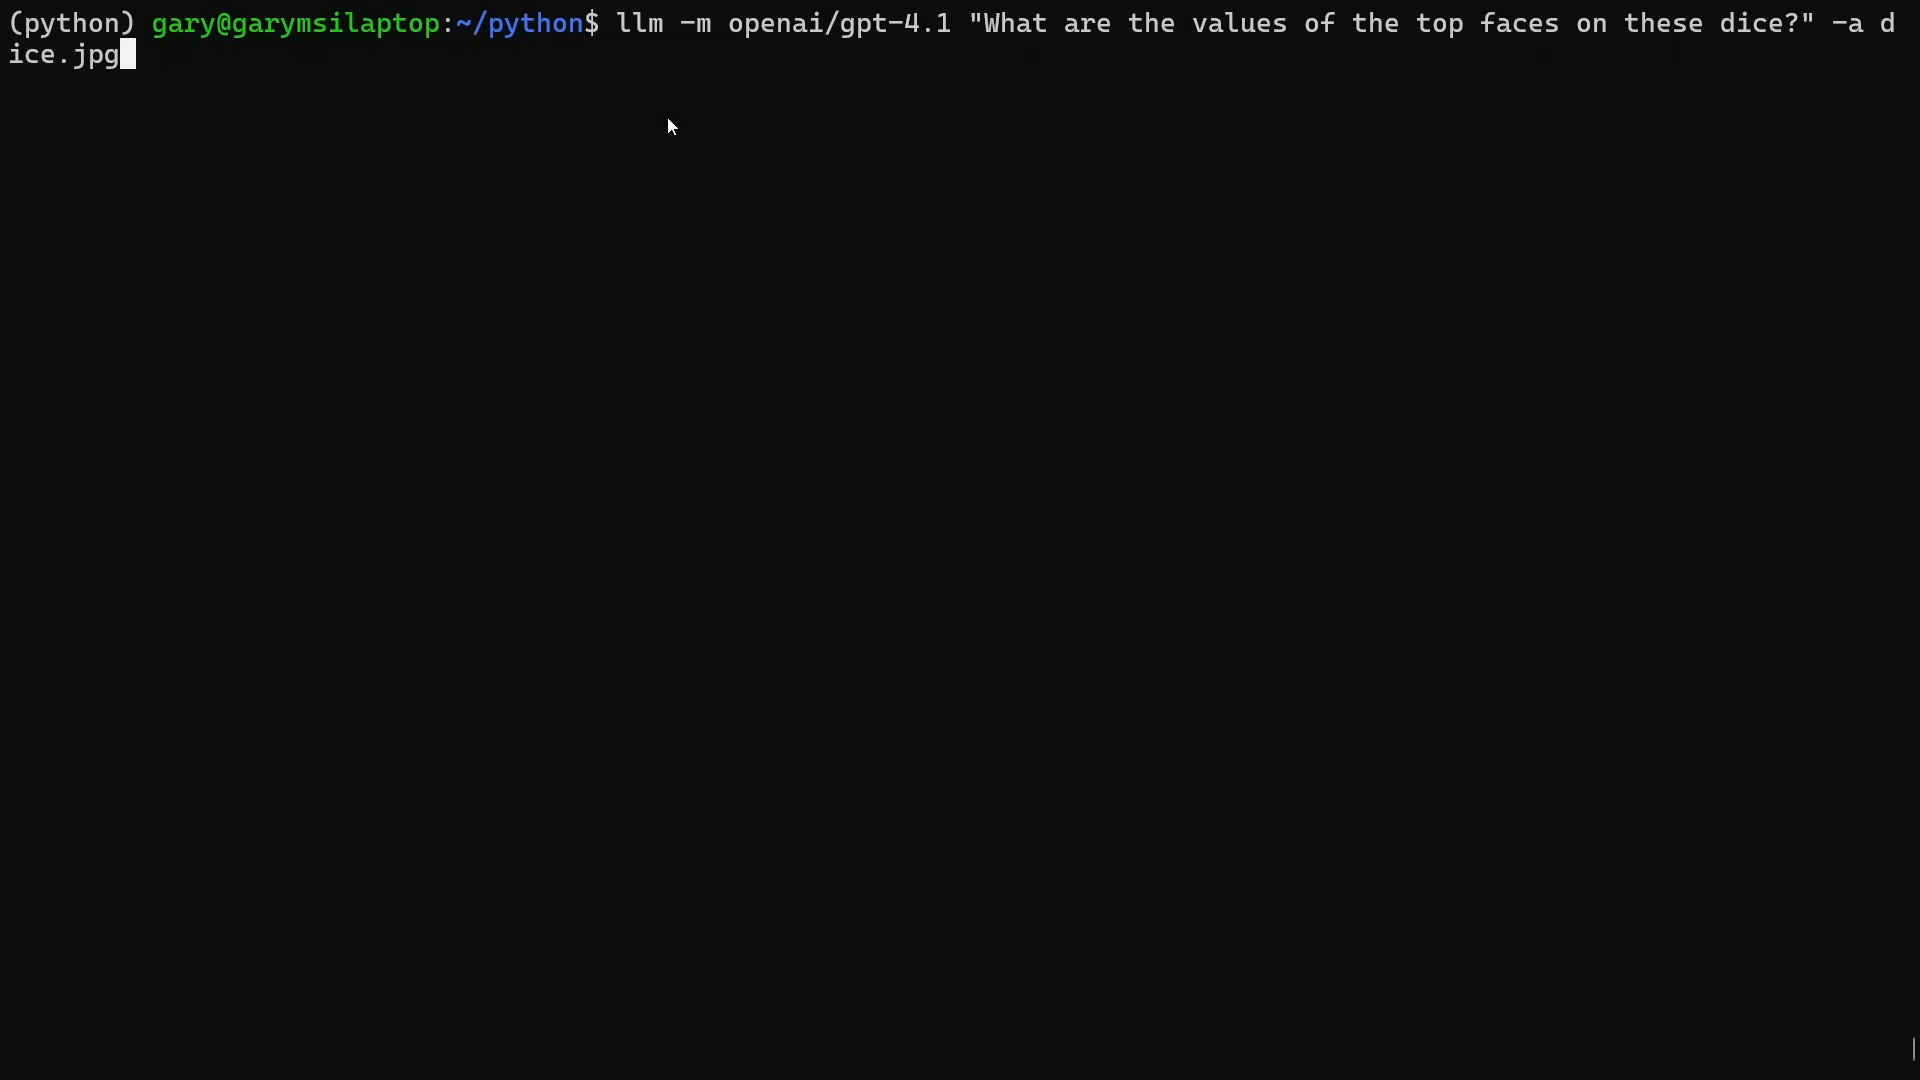 (python) gary@garymsilaptop:~/python$ llm -m openai/gpt-4.1 "What are the values of the top faces on these dice?" -a d
ice.jpg